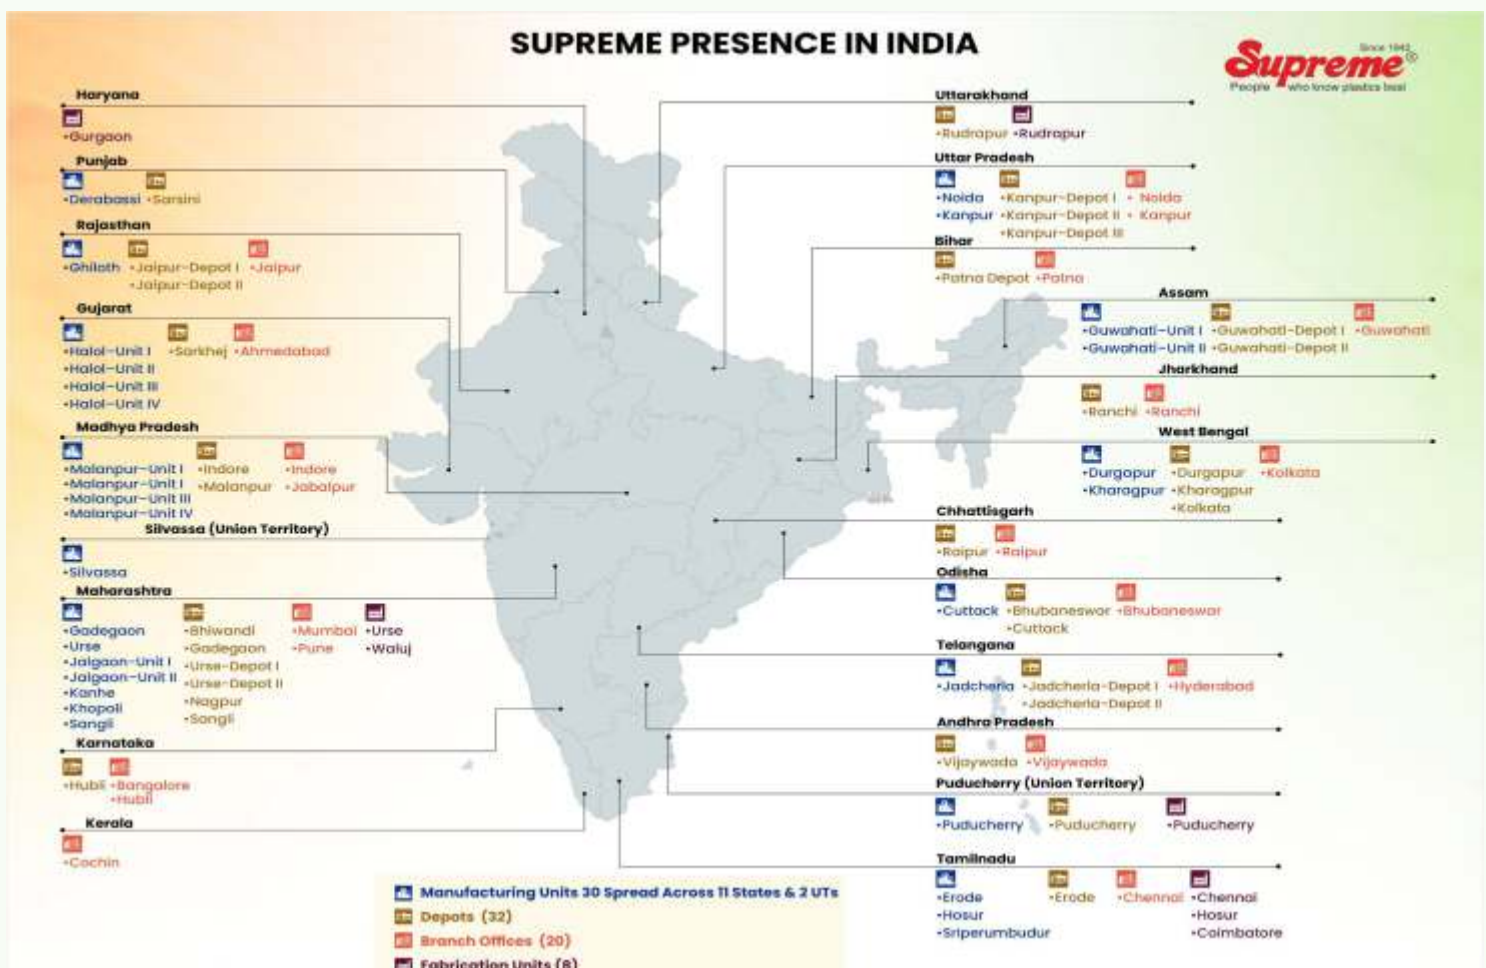 SUPREME PRESENCE IN INDIA
Since 1942
Supreme®
People who know plastics best
Haryana
•Gurgaon
Punjab
•Derabassi •Sarsini
Rajasthan
•Ghiloth •Jaipur-Depot I •Jaipur
•Jaipur-Depot II
Gujarat
•Halol-Unit I •Sarkhej •Ahmedabad
•Halol-Unit II
•Halol-Unit III
•Halol-Unit IV
Madhya Pradesh
•Malanpur-Unit I •Indore •Indore
•Malanpur-Unit I •Malanpur •Jabalpur
•Malanpur-Unit III
•Malanpur-Unit IV
Silvassa (Union Territory)
•Silvassa
Maharashtra
•Gadegaon •Bhiwandi •Mumbai •Urse
•Urse •Gadegaon •Pune •Waluj
•Jalgaon-Unit I •Urse-Depot I
•Jalgaon-Unit II •Urse-Depot II
•Kanhe •Nagpur
•Khopoli •Sangli
•Sangli
Karnataka
•Hubli •Bangalore
•Hubli
Kerala
•Cochin
Uttarakhand
•Rudrapur •Rudrapur
Uttar Pradesh
•Noida •Kanpur-Depot I • Noida
•Kanpur •Kanpur-Depot II • Kanpur
•Kanpur-Depot III
Bihar
•Patna Depot •Patna
Assam
•Guwahati-Unit I •Guwahati-Depot I •Guwahati
•Guwahati-Unit II •Guwahati-Depot II
Jharkhand
•Ranchi •Ranchi
West Bengal
•Durgapur •Durgapur •Kolkata
•Kharagpur •Kharagpur
•Kolkata
Chhattisgarh
•Raipur •Raipur
Odisha
•Cuttack •Bhubaneswar •Bhubaneswar
•Cuttack
Telangana
•Jadcherla •Jadcherla-Depot I •Hyderabad
•Jadcherla-Depot II
Andhra Pradesh
•Vijaywada •Vijaywada
Puducherry (Union Territory)
•Puducherry •Puducherry •Puducherry
Tamilnadu
•Erode •Erode •Chennai •Chennai
•Hosur •Hosur
•Sriperumbudur •Coimbatore
Manufacturing Units 30 Spread Across 11 States & 2 UTs
Depots (32)
Branch Offices (20)
Fabrication Units (8)